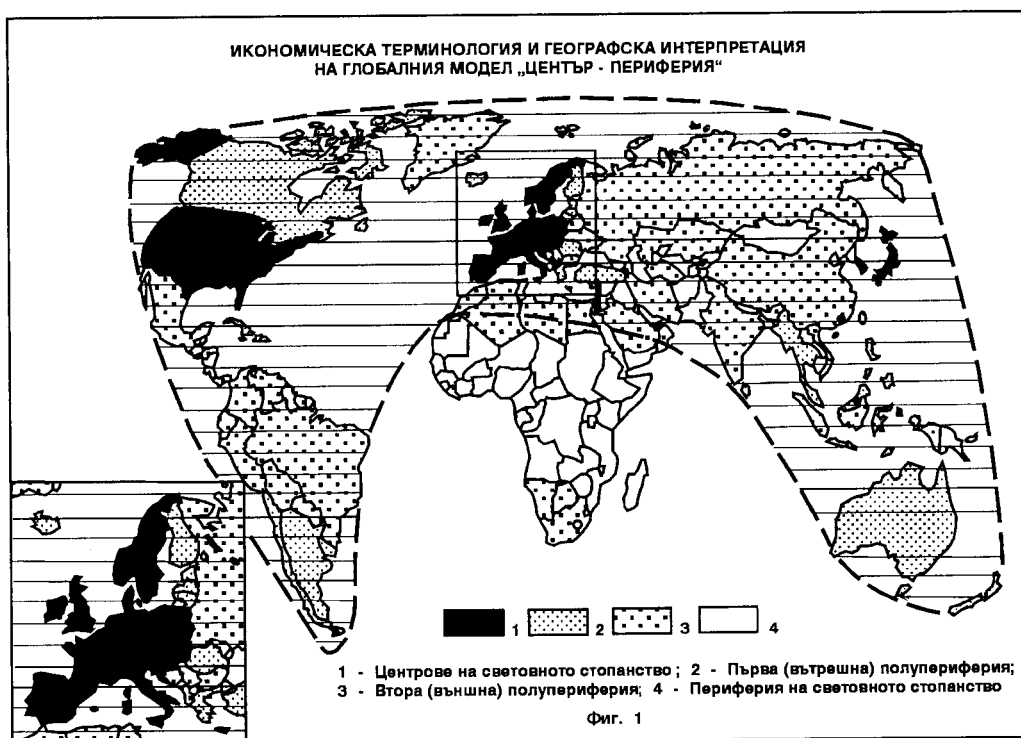 ИКОНОМИЧЕСКА ТЕРМИНОЛОГИЯ И ГЕОГРАФСКА ИНТЕРПРЕТАЦИЯ
НА ГЛОБАЛНИЯ МОДЕЛ „ЦЕНТЪР - ПЕРИФЕРИЯ“
1 2 3 4
1 - Центрове на световното стопанство; 2 - Първа (вътрешна) полупериферия;
3 - Втора (външна) полупериферия; 4 - Периферия на световното стопанство
Фиг. 1